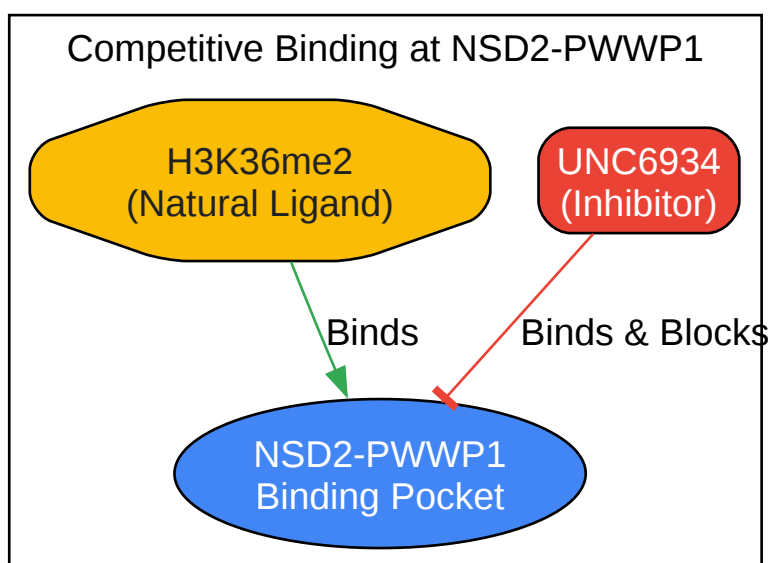 Competitive Binding at NSD2-PWWP1
H3K36me2
(Natural Ligand)
UNC6934
(Inhibitor)
Binds
Binds & Blocks
NSD2-PWWP1
Binding Pocket